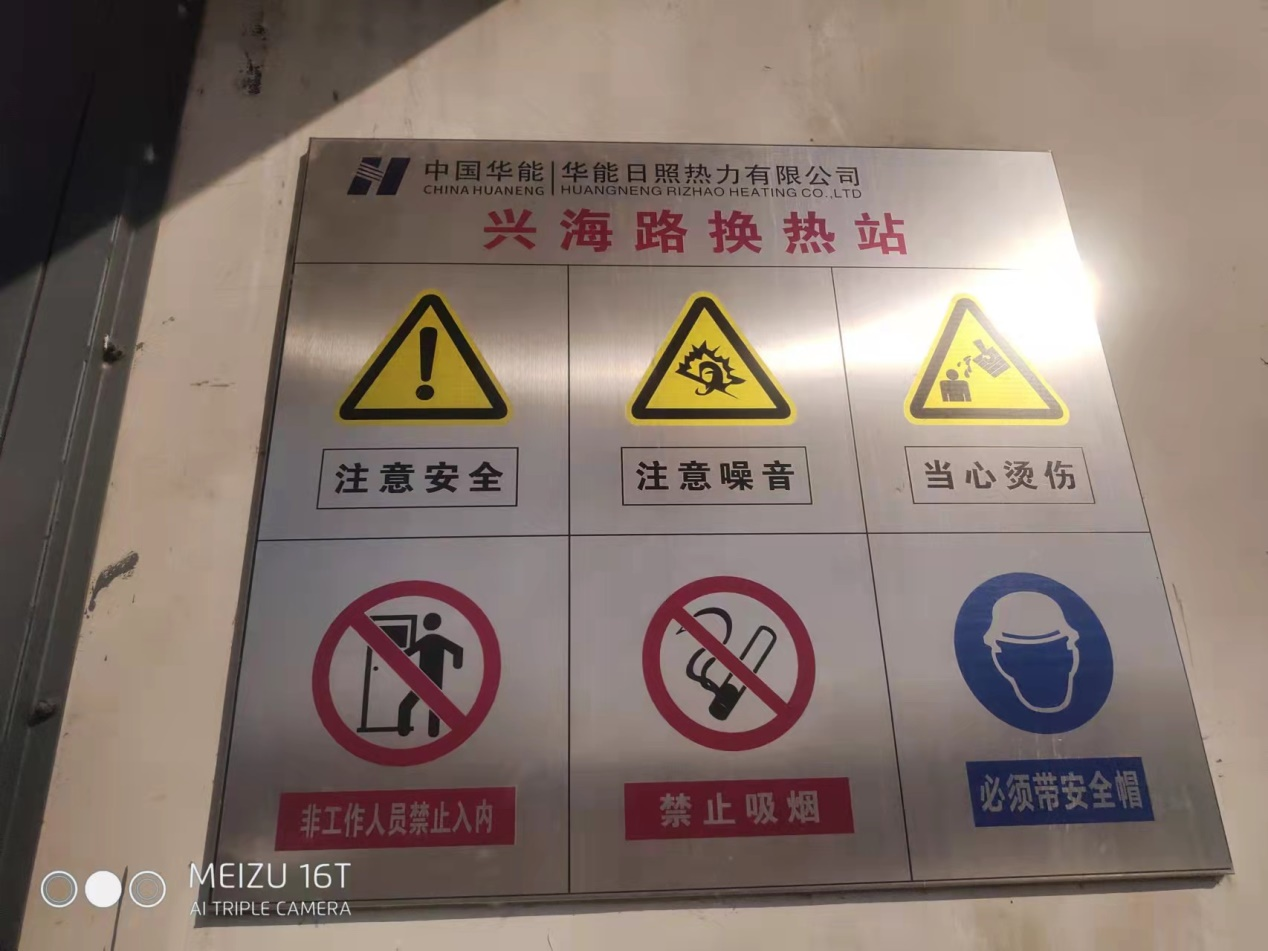 中国华能 华能日照热力有限公司
CHINA HUANENG HUANGNENG RIZHAO HEATING CO.,LTD
兴海路换热站
注意安全
注意噪音
当心烫伤
非工作人员禁止入内
禁止吸烟
必须带安全帽
MEIZU 16T
AI TRIPLE CAMERA